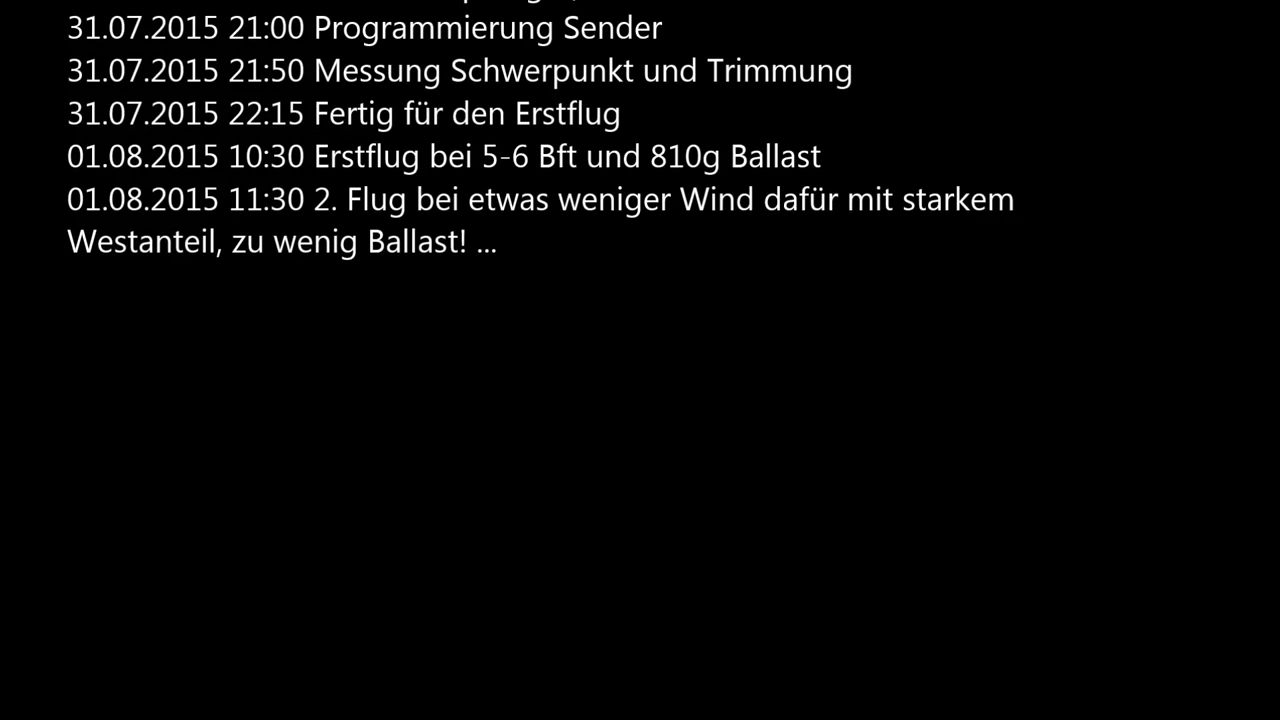 31.07.2015 21:00 Programmierung Sender
31.07.2015 21:50 Messung Schwerpunkt und Trimmung
31.07.2015 22:15 Fertig für den Erstflug
01.08.2015 10:30 Erstflug bei 5-6 Bft und 810g Ballast
01.08.2015 11:30 2. Flug bei etwas weniger Wind dafür mit starkem
Westanteil, zu wenig Ballast! ...